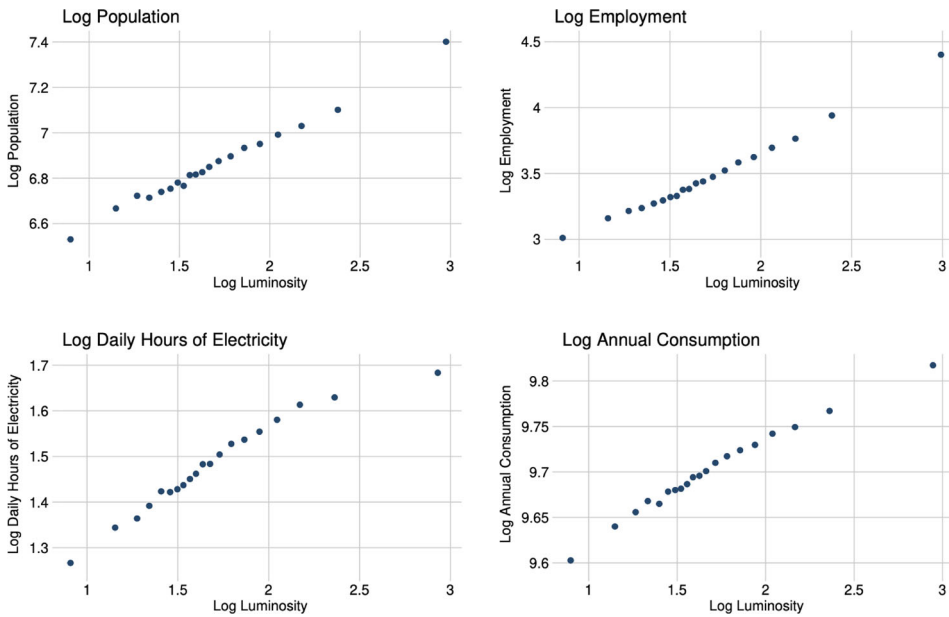 Log Population
7.4
7.2
7
6.8
6.6
Log Population
1 1.5 2 2.5 3
Log Luminosity
Log Employment
4.5
4
3.5
3
Log Employment
1 1.5 2 2.5 3
Log Luminosity
Log Daily Hours of Electricity
1.7
1.6
1.5
1.4
1.3
Log Daily Hours of Electricity
1 1.5 2 2.5 3
Log Luminosity
Log Annual Consumption
9.8
9.75
9.7
9.65
9.6
Log Annual Consumption
1 1.5 2 2.5 3
Log Luminosity